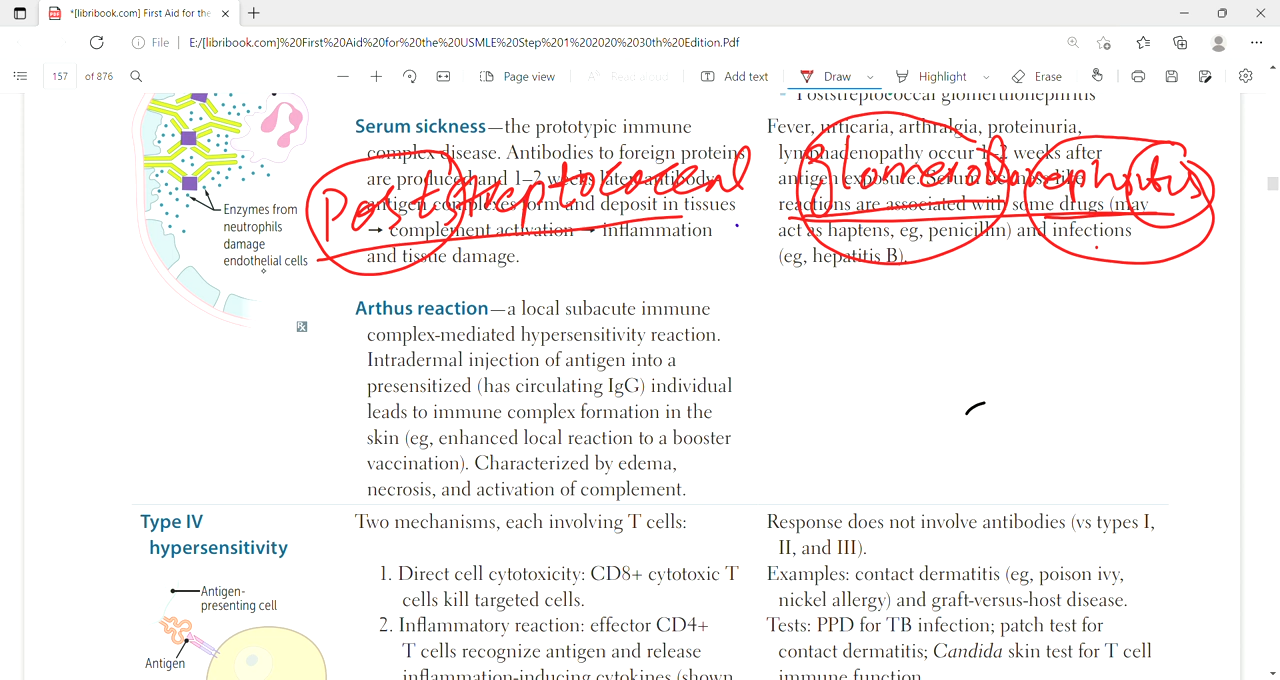 *[libribook.com] First Aid for the
File
E:/[libribook.com]%20First%20Aid%20for%20the%20USMLE%20Step%201%202020%2030th%20Edition.Pdf
157 of 876
Page view
Read aloud
Add text
Draw
Highlight
Erase
Poststreptococcal glomerulonephritis
Enzymes from
neutrophils
damage
endothelial cells
Serum sickness—the prototypic immune
complex disease. Antibodies to foreign proteins
are produced and 1–2 weeks later, antibody-
antigen complexes form and deposit in tissues
→ complement activation → inflammation
and tissue damage.
Fever, urticaria, arthralgia, proteinuria,
lymphadenopathy occur 1–2 weeks after
antigen exposure. Serum sickness-like
reactions are associated with some drugs (may
act as haptens, eg, penicillin) and infections
(eg, hepatitis B).
Arthus reaction—a local subacute immune
complex-mediated hypersensitivity reaction.
Intradermal injection of antigen into a
presensitized (has circulating IgG) individual
leads to immune complex formation in the
skin (eg, enhanced local reaction to a booster
vaccination). Characterized by edema,
necrosis, and activation of complement.
Type IV
hypersensitivity
Antigen-
presenting cell
Antigen
Two mechanisms, each involving T cells:
1. Direct cell cytotoxicity: CD8+ cytotoxic T
cells kill targeted cells.
2. Inflammatory reaction: effector CD4+
T cells recognize antigen and release
inflammation-inducing cytokines (shown
Response does not involve antibodies (vs types I,
II, and III).
Examples: contact dermatitis (eg, poison ivy,
nickel allergy) and graft-versus-host disease.
Tests: PPD for TB infection; patch test for
contact dermatitis; Candida skin test for T cell
immune function.